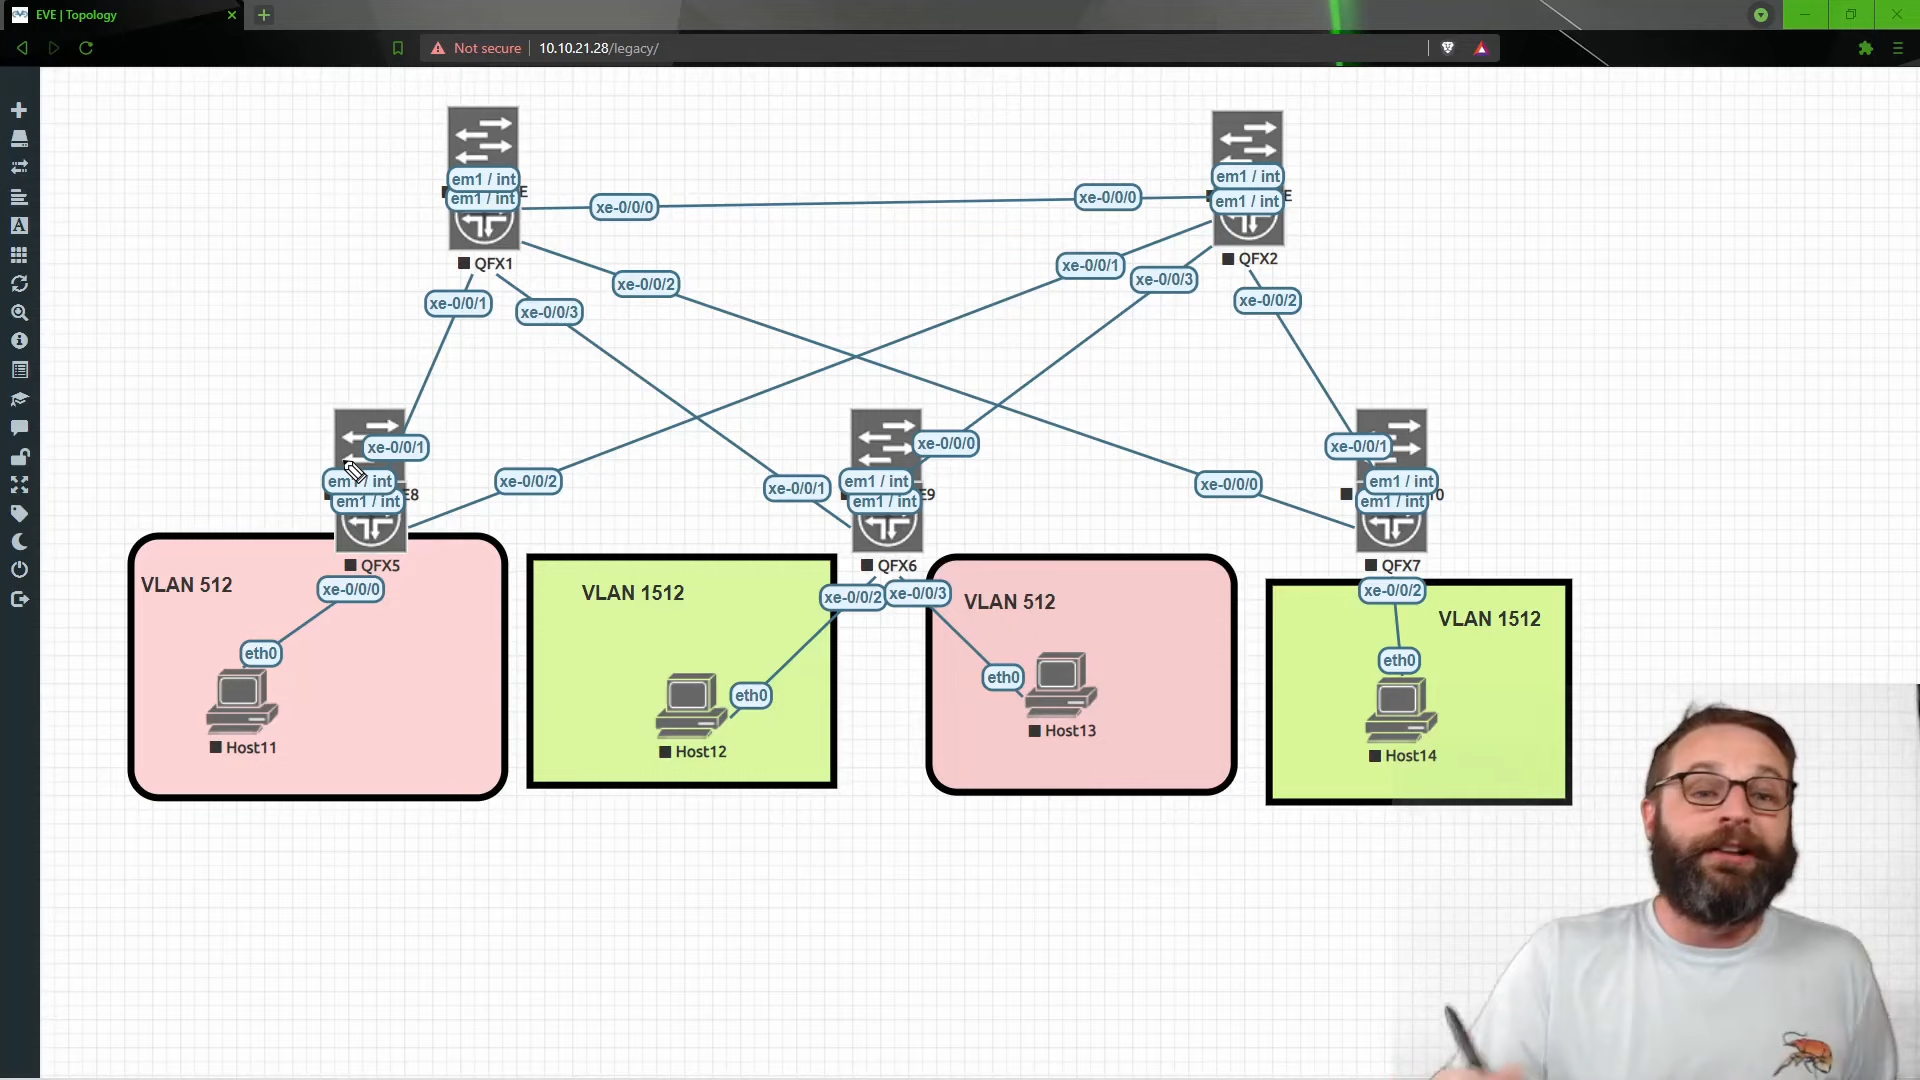 EVE | Topology
Not secure
10.10.21.28/legacy/
em1 / int
em1 / int
E
xe-0/0/0
xe-0/0/0
em1 / int
em1 / int
E
QFX1
QFX2
xe-0/0/1
xe-0/0/3
xe-0/0/2
xe-0/0/1
xe-0/0/3
xe-0/0/2
xe-0/0/1
em1 / int
E8
em1 / int
xe-0/0/2
xe-0/0/1
xe-0/0/0
em1 / int
E9
em1 / int
xe-0/0/0
xe-0/0/1
em1 / int
0
em1 / int
QFX5
QFX6
QFX7
VLAN 512
xe-0/0/0
VLAN 1512
xe-0/0/2
xe-0/0/3
VLAN 512
xe-0/0/2
VLAN 1512
eth0
eth0
eth0
eth0
Host11
Host12
Host13
Host14